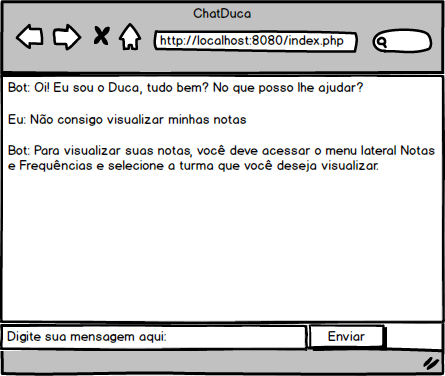 ChatDuca
http://localhost:8080/index.php
Bot: Oi! Eu sou o Duca, tudo bem? No que posso lhe ajudar?
Eu: Não consigo visualizar minhas notas
Bot: Para visualizar suas notas, você deve acessar o menu lateral Notas
e Frequências e selecione a turma que você deseja visualizar.
Digite sua mensagem aqui:
Enviar